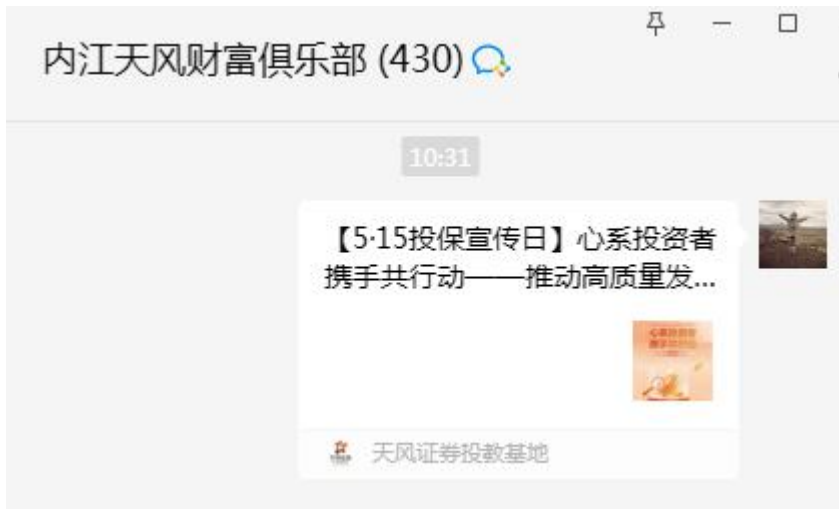 内江天风财富俱乐部 (430)
10:31
【5·15投保宣传日】心系投资者
携手共行动——推动高质量发...
天风证券投教基地